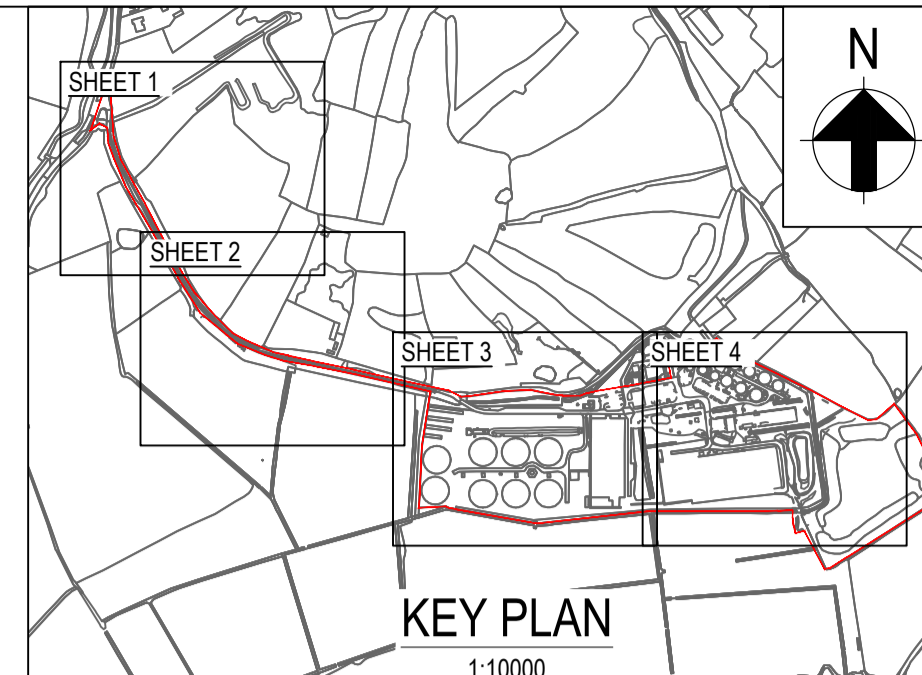 SHEET 1
N
SHEET 2
SHEET 3
SHEET 4
KEY PLAN
1:10000